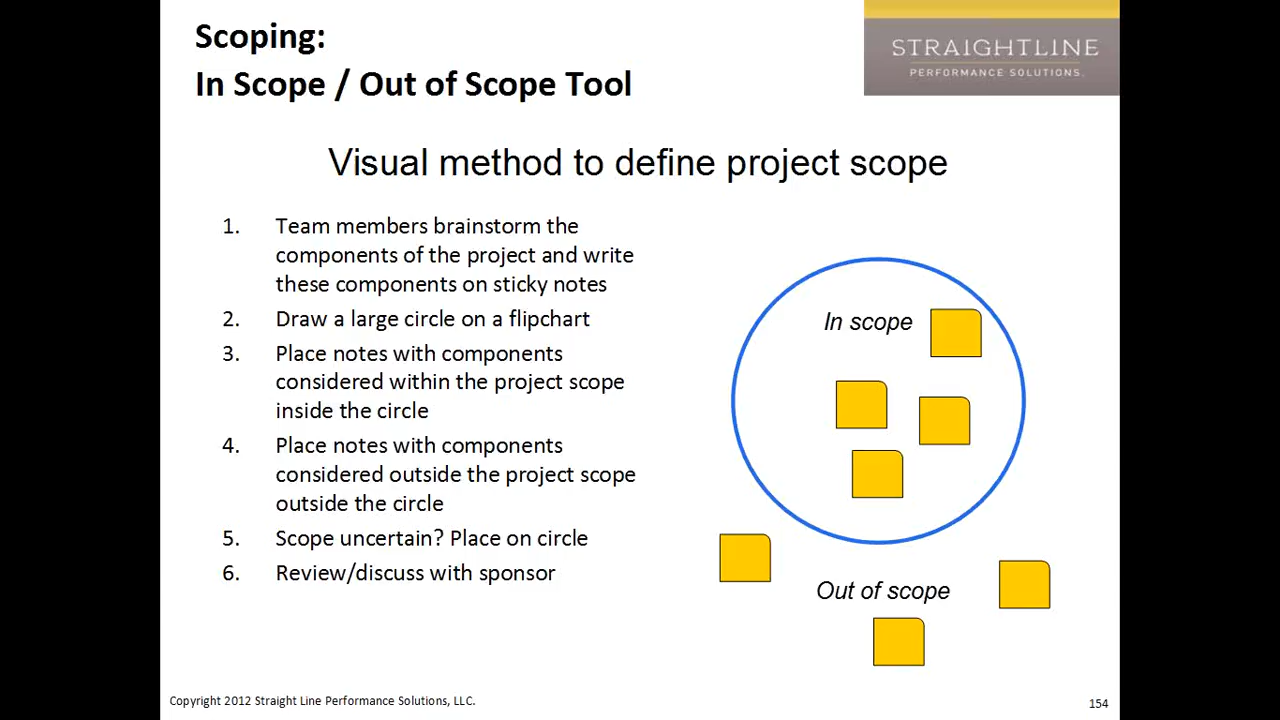 Scoping:
In Scope / Out of Scope Tool
STRAIGHTLINE
PERFORMANCE SOLUTIONS.
Visual method to define project scope
1. Team members brainstorm the
components of the project and write
these components on sticky notes
2. Draw a large circle on a flipchart
3. Place notes with components
considered within the project scope
inside the circle
4. Place notes with components
considered outside the project scope
outside the circle
5. Scope uncertain? Place on circle
6. Review/discuss with sponsor
In scope
Out of scope
Copyright 2012 Straight Line Performance Solutions, LLC.
154